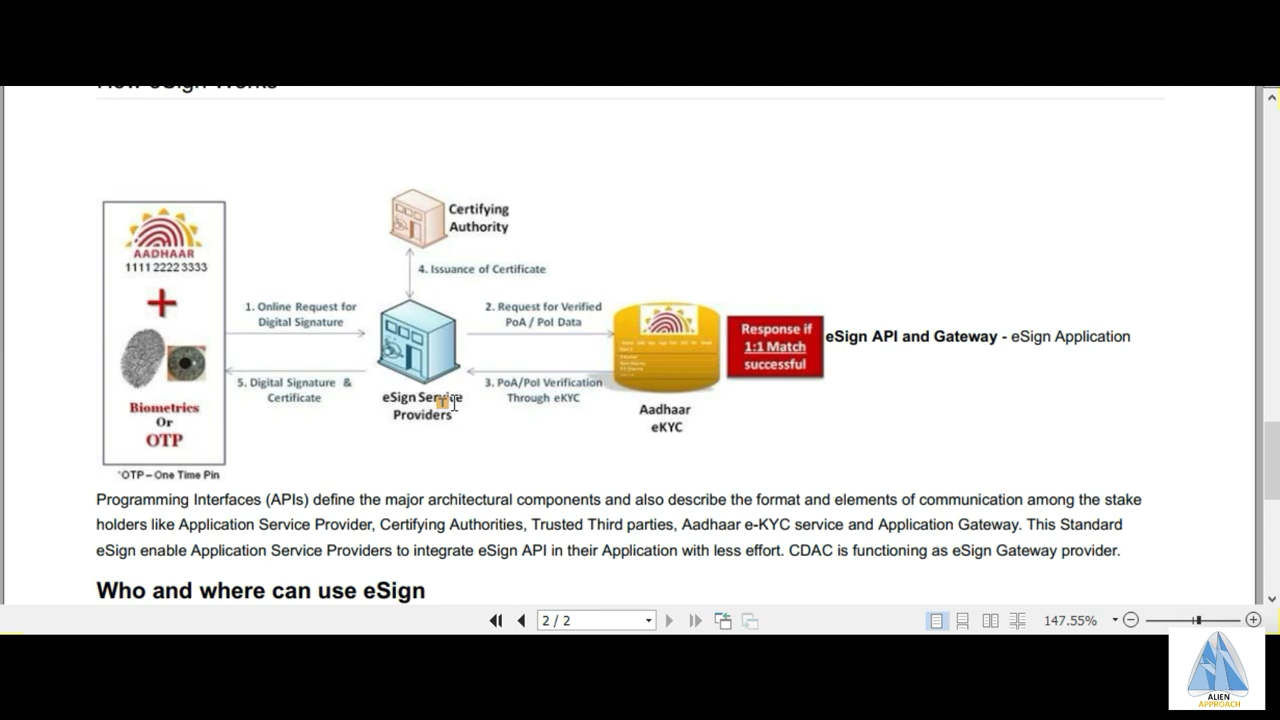 How eSign Works
AADHAAR
1111 2222 3333
Biometrics
Or
OTP
*OTP – One Time Pin
1. Online Request for
Digital Signature
5. Digital Signature &
Certificate
Certifying
Authority
4. Issuance of Certificate
eSign Service
Providers
2. Request for Verified
PoA / PoI Data
3. PoA/PoI Verification
Through eKYC
Aadhaar
eKYC
Response if
1:1 Match
successful
eSign API and Gateway - eSign Application
Programming Interfaces (APIs) define the major architectural components and also describe the format and elements of communication among the stake
holders like Application Service Provider, Certifying Authorities, Trusted Third parties, Aadhaar e-KYC service and Application Gateway. This Standard
eSign enable Application Service Providers to integrate eSign API in their Application with less effort. CDAC is functioning as eSign Gateway provider.
Who and where can use eSign
2 / 2
147.55%
ALIEN
APPROACH